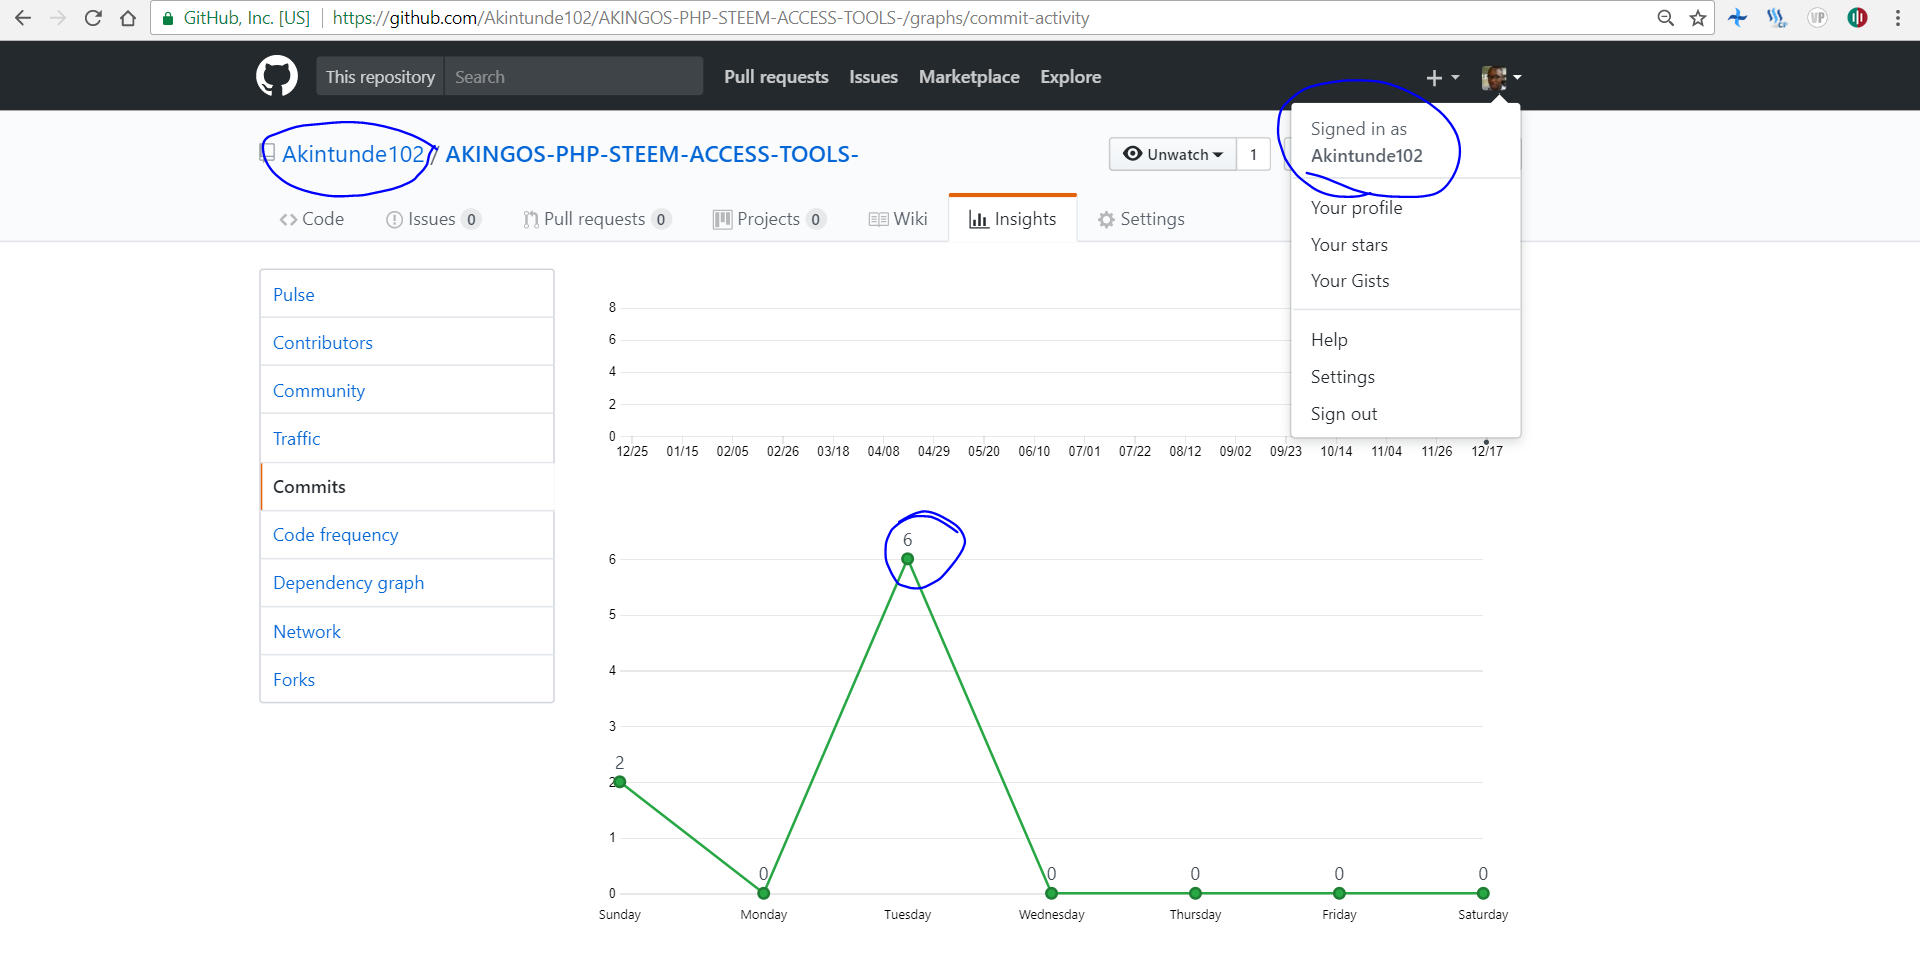 GitHub, Inc. [US] | https://github.com/Akintunde102/AKINGOS-PHP-STEEM-ACCESS-TOOLS-/graphs/commit-activity
This repository Search Pull requests Issues Marketplace Explore
Signed in as
Akintunde102
Your profile
Your stars
Your Gists
Help
Settings
Sign out
Akintunde102 / AKINGOS-PHP-STEEM-ACCESS-TOOLS-
Unwatch 1
Code Issues 0 Pull requests 0 Projects 0 Wiki Insights Settings
Pulse
Contributors
Community
Traffic
Commits
Code frequency
Dependency graph
Network
Forks
8
6
4
2
0
12/25 01/15 02/05 02/26 03/18 04/08 04/29 05/20 06/10 07/01 07/22 08/12 09/02 09/23 10/14 11/04 11/26 12/17
6
5
4
3
2
1
0
2 0 6 0 0 0 0
Sunday Monday Tuesday Wednesday Thursday Friday Saturday